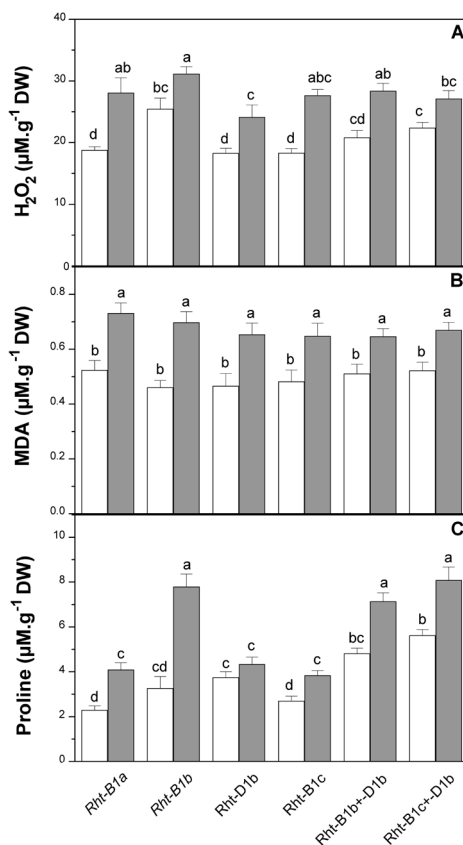 A
H₂O₂ (µM.g⁻¹ DW)
40
30
20
10
0
d
ab
bc
a
d
c
d
abc
cd
ab
c
bc
B
MDA (µM.g⁻¹ DW)
0.8
0.6
0.4
0.2
0.0
b
a
b
a
b
a
b
a
b
a
b
a
C
Proline (µM.g⁻¹ DW)
10
8
6
4
2
0
d
c
cd
a
c
c
d
c
bc
a
b
a
Rht-B1a
Rht-B1b
Rht-D1b
Rht-B1c
Rht-B1b+-D1b
Rht-B1c+-D1b